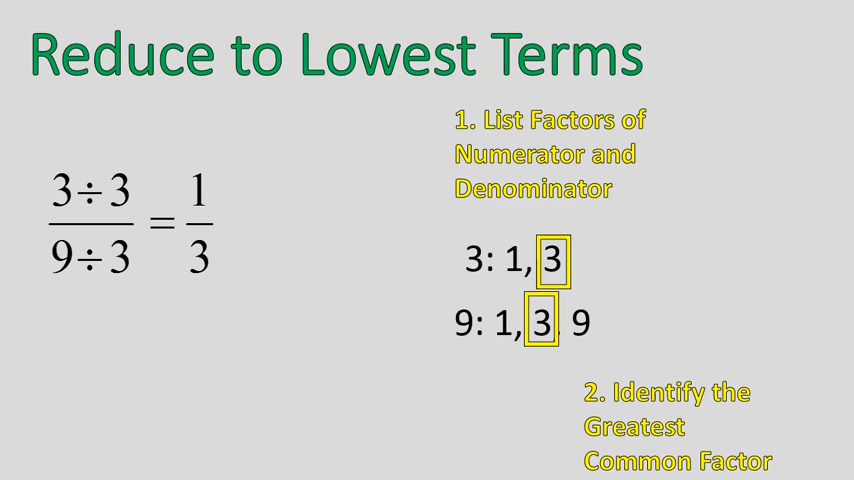 Reduce to Lowest Terms
1. List Factors of
Numerator and
Denominator
3÷3 / 9÷3 = 1/3
3: 1, 3
9: 1, 3, 9
2. Identify the
Greatest
Common Factor